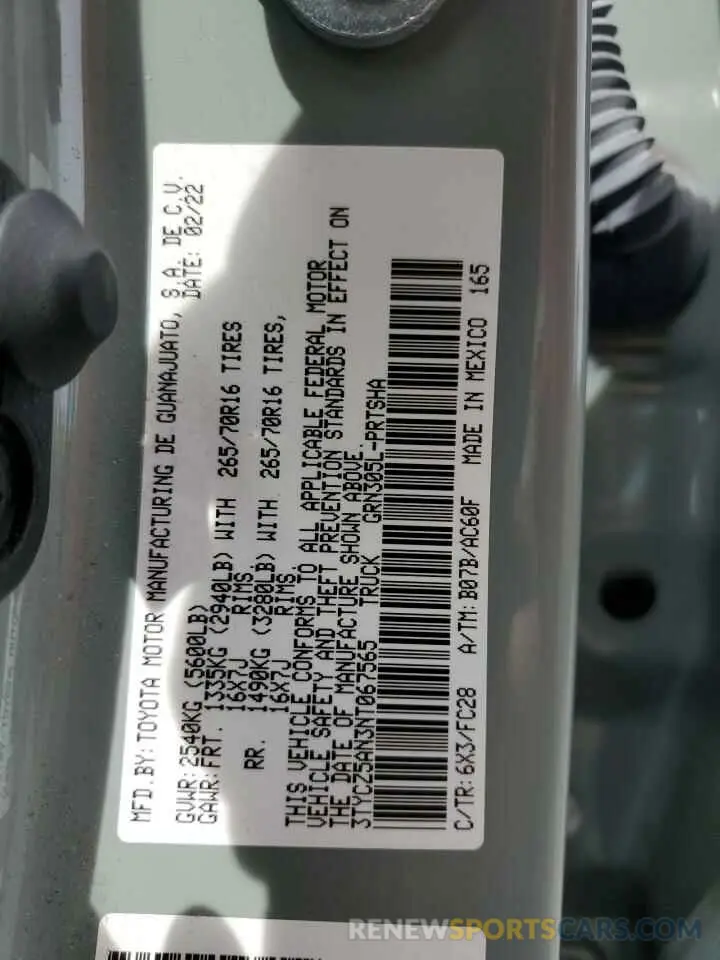 MFD.BY: TOYOTA MOTOR MANUFACTURING DE GUANAJUATO, S.A. DE C.V.
DATE: 02/22
GVWR: 2540KG (5600LB)
GAWR: FRT. 1335KG (2940LB) WITH 265/70R16 TIRES
16X7J RIMS,
RR. 1490KG (3280LB) WITH 265/70R16 TIRES,
16X7J RIMS.
THIS VEHICLE CONFORMS TO ALL APPLICABLE FEDERAL MOTOR
VEHICLE SAFETY AND THEFT PREVENTION STANDARDS IN EFFECT ON
THE DATE OF MANUFACTURE SHOWN ABOVE.
3TYCZ5AN3NT067565 TRUCK GRN305L-PRTSHA
C/TR: 6X3/FC28 A/TM: B07B/AC60F MADE IN MEXICO 165
RENEWSPORTSCARS.COM